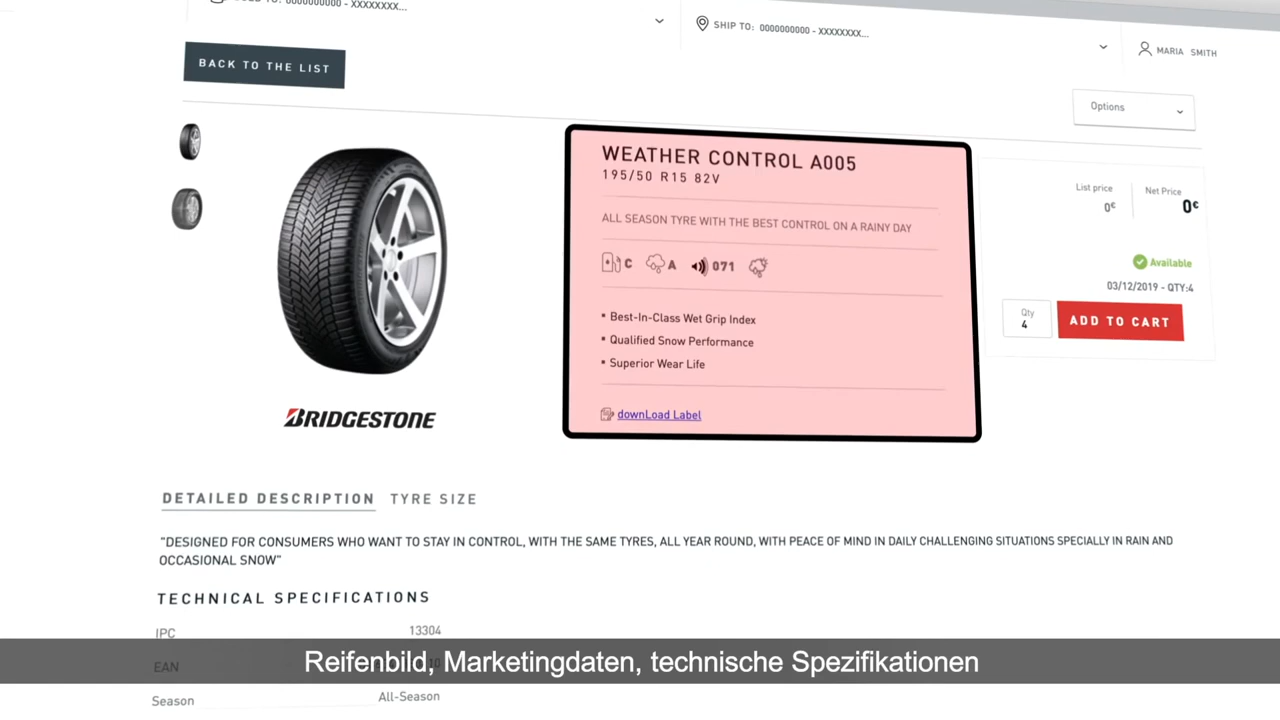 0000000000 - XXXXXXXX...
SHIP TO: 0000000000 - XXXXXXXX...
MARIA SMITH
BACK TO THE LIST
Options
WEATHER CONTROL A005
195/50 R15 82V
ALL SEASON TYRE WITH THE BEST CONTROL ON A RAINY DAY
C A 071
▪ Best-In-Class Wet Grip Index
▪ Qualified Snow Performance
▪ Superior Wear Life
downLoad Label
List price Net Price
0€ 0€
Available
03/12/2019 - QTY:4
Qty
4
ADD TO CART
BRIDGESTONE
DETAILED DESCRIPTION TYRE SIZE
"DESIGNED FOR CONSUMERS WHO WANT TO STAY IN CONTROL, WITH THE SAME TYRES, ALL YEAR ROUND, WITH PEACE OF MIND IN DAILY CHALLENGING SITUATIONS SPECIALLY IN RAIN AND
OCCASIONAL SNOW"
TECHNICAL SPECIFICATIONS
IPC 13304
EAN
Reifenbild, Marketingdaten, technische Spezifikationen
Season All-Season